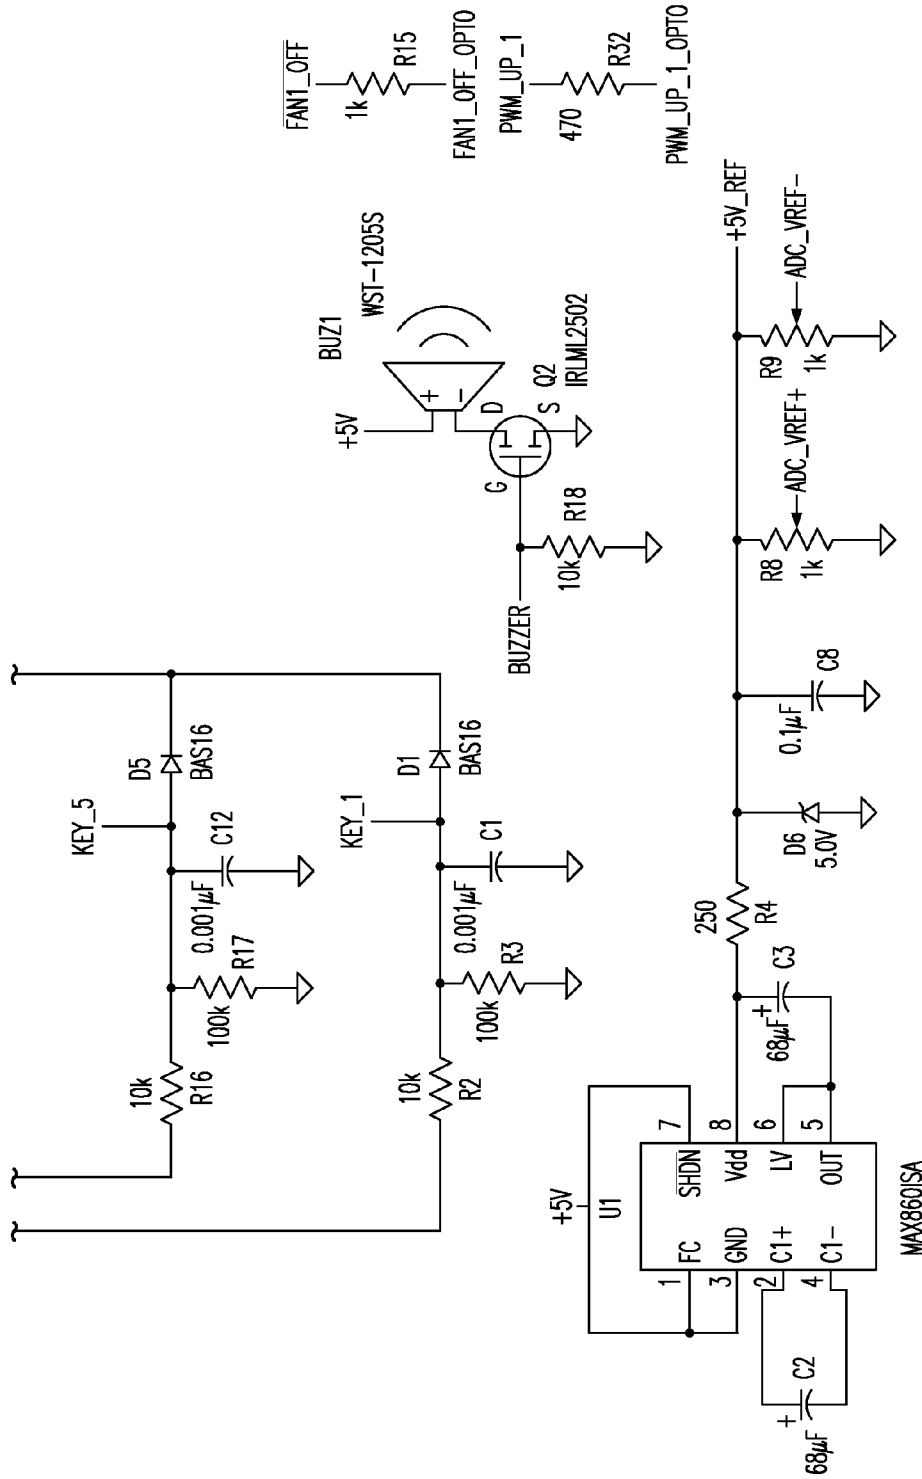 FAN1_OFF
1k
R15
FAN1_OFF_OPTO
PWM_UP_1
470
R32
PWM_UP_1_OPTO
BUZ1
WST-1205S
+5V
+
-
D
G
S
Q2
IRLML2502
BUZZER
10k
R18
KEY_5
D5
BAS16
C12
0.001µF
R17
100k
10k
R16
KEY_1
D1
BAS16
C1
0.001µF
R3
100k
10k
R2
+5V_REF
R9
1k
ADC_VREF-
R8
1k
ADC_VREF+
C8
0.1µF
D6
5.0V
250
R4
C3
+
68µF
+5V
U1
1
FC
SHDN
7
3
GND
Vdd
8
2
C1+
LV
6
4
C1-
OUT
5
MAX860ISA
C2
+
68µF